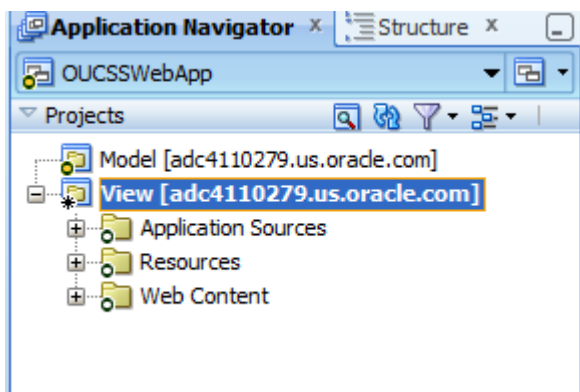 Application Navigator x Structure x
OUCSSWebApp
Projects
Model [adc4110279.us.oracle.com]
View [adc4110279.us.oracle.com]
Application Sources
Resources
Web Content